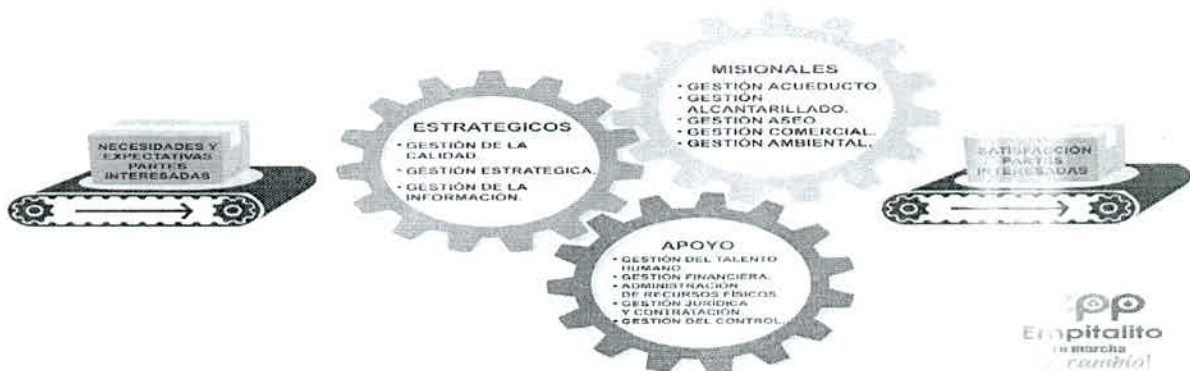 NECESIDADES Y
EXPECTATIVAS
PARTES
INTERESADAS
ESTRATEGICOS
• GESTIÓN DE LA
CALIDAD.
• GESTIÓN ESTRATEGICA.
• GESTIÓN DE LA
INFORMACIÓN.
MISIONALES
• GESTIÓN ACUEDUCTO.
• GESTIÓN
ALCANTARILLADO.
• GESTIÓN ASEO
• GESTIÓN COMERCIAL.
• GESTIÓN AMBIENTAL.
APOYO
• GESTIÓN DEL TALENTO
HUMANO
• GESTIÓN FINANCIERA.
• ADMINISTRACIÓN
DE RECURSOS FÍSICOS
• GESTIÓN JURÍDICA
Y CONTRATACIÓN.
• GESTIÓN DEL CONTROL.
SATISFACCIÓN
PARTES
INTERESADAS
Empitalito
marcha
cambio!